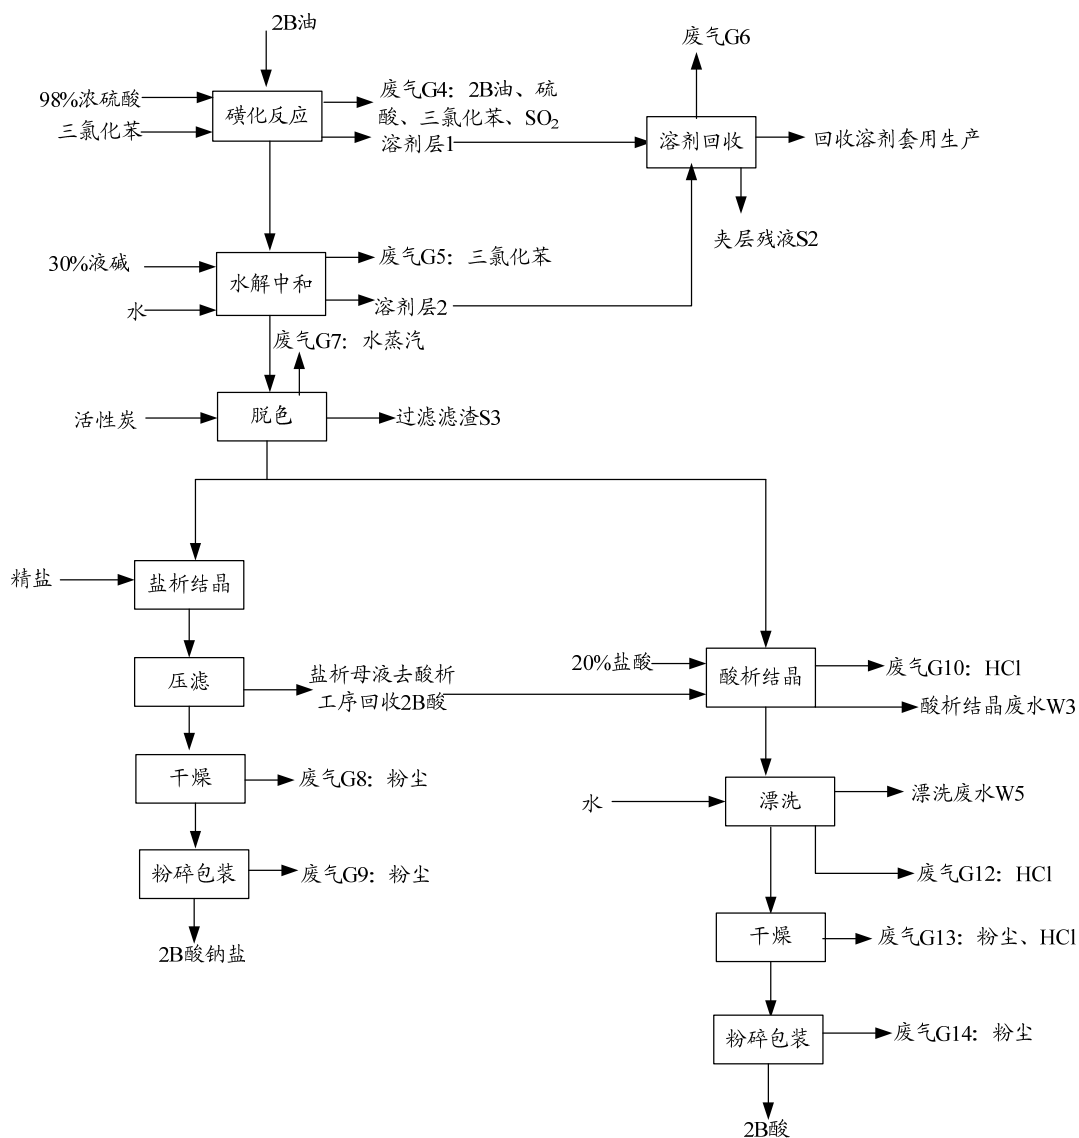 2B油
废气G6
98%浓硫酸
三氯化苯
磺化反应
废气G4：2B油、硫
酸、三氯化苯、SO₂
溶剂层1
溶剂回收
回收溶剂套用生产
夹层残液S2
30%液碱
水
水解中和
废气G5：三氯化苯
溶剂层2
废气G7：水蒸汽
活性炭
脱色
过滤滤渣S3
精盐
盐析结晶
压滤
盐析母液去酸析
工序回收2B酸
20%盐酸
酸析结晶
废气G10：HCl
酸析结晶废水W3
干燥
废气G8：粉尘
水
漂洗
漂洗废水W5
粉碎包装
废气G9：粉尘
废气G12：HCl
2B酸钠盐
干燥
废气G13：粉尘、HCl
粉碎包装
废气G14：粉尘
2B酸